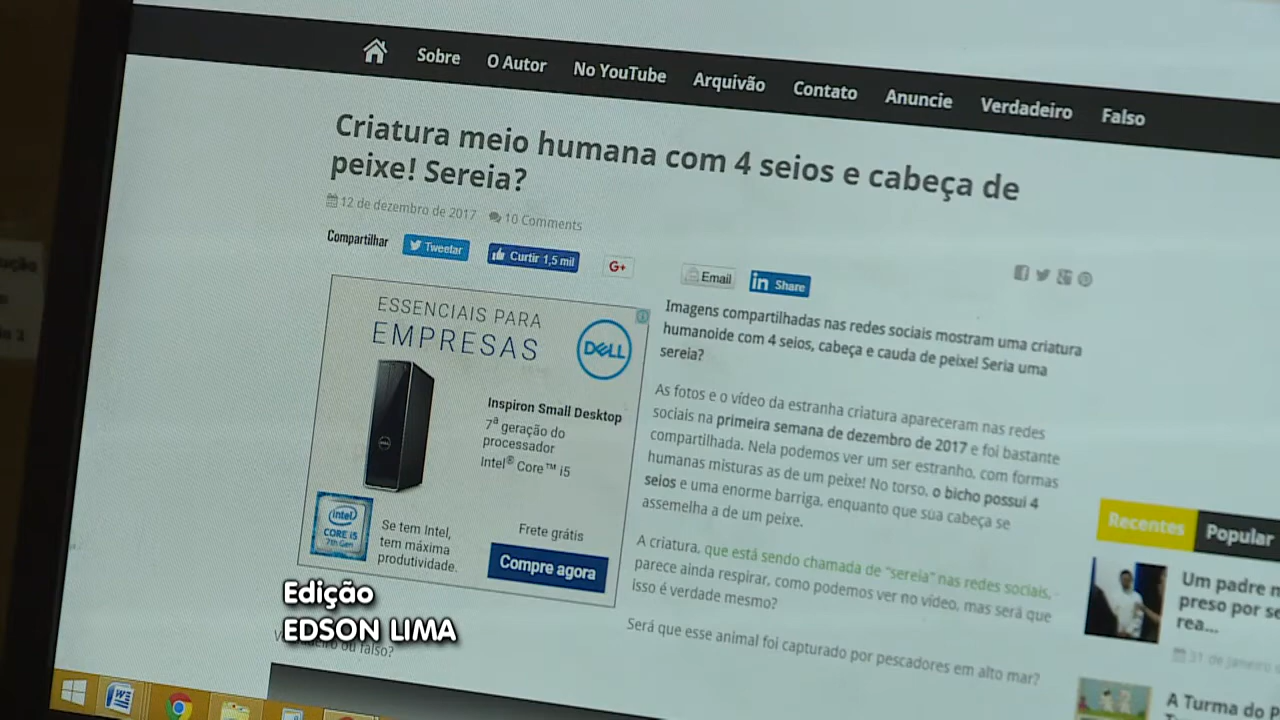 Sobre O Autor No YouTube Arquivão Contato Anuncie Verdadeiro Falso
Criatura meio humana com 4 seios e cabeça de
peixe! Sereia?
12 de dezembro de 2017 10 Comments
Compartilhar Tweetar Curtir 1,5 mil G+ Email in Share
ESSENCIAIS PARA
EMPRESAS
DELL
Inspiron Small Desktop
7ª geração do
processador
Intel® Core™ i5
intel
CORE i5
7th Gen
Se tem Intel,
tem máxima
produtividade.
Frete grátis
Compre agora
Imagens compartilhadas nas redes sociais mostram uma criatura
humanoide com 4 seios, cabeça e cauda de peixe! Seria uma
sereia?
As fotos e o vídeo da estranha criatura apareceram nas redes
sociais na primeira semana de dezembro de 2017 e foi bastante
compartilhada. Nela podemos ver um ser estranho, com formas
humanas misturas as de um peixe! No torso, o bicho possui 4
seios e uma enorme barriga, enquanto que sua cabeça se
assemelha a de um peixe.
A criatura, que está sendo chamada de "sereia" nas redes sociais,
parece ainda respirar, como podemos ver no vídeo, mas será que
isso é verdade mesmo?
Será que esse animal foi capturado por pescadores em alto mar?
ou falso?
Recentes Popular
Um padre
preso por
rea...
31 de janeiro
A Turma do
Edição
EDSON LIMA